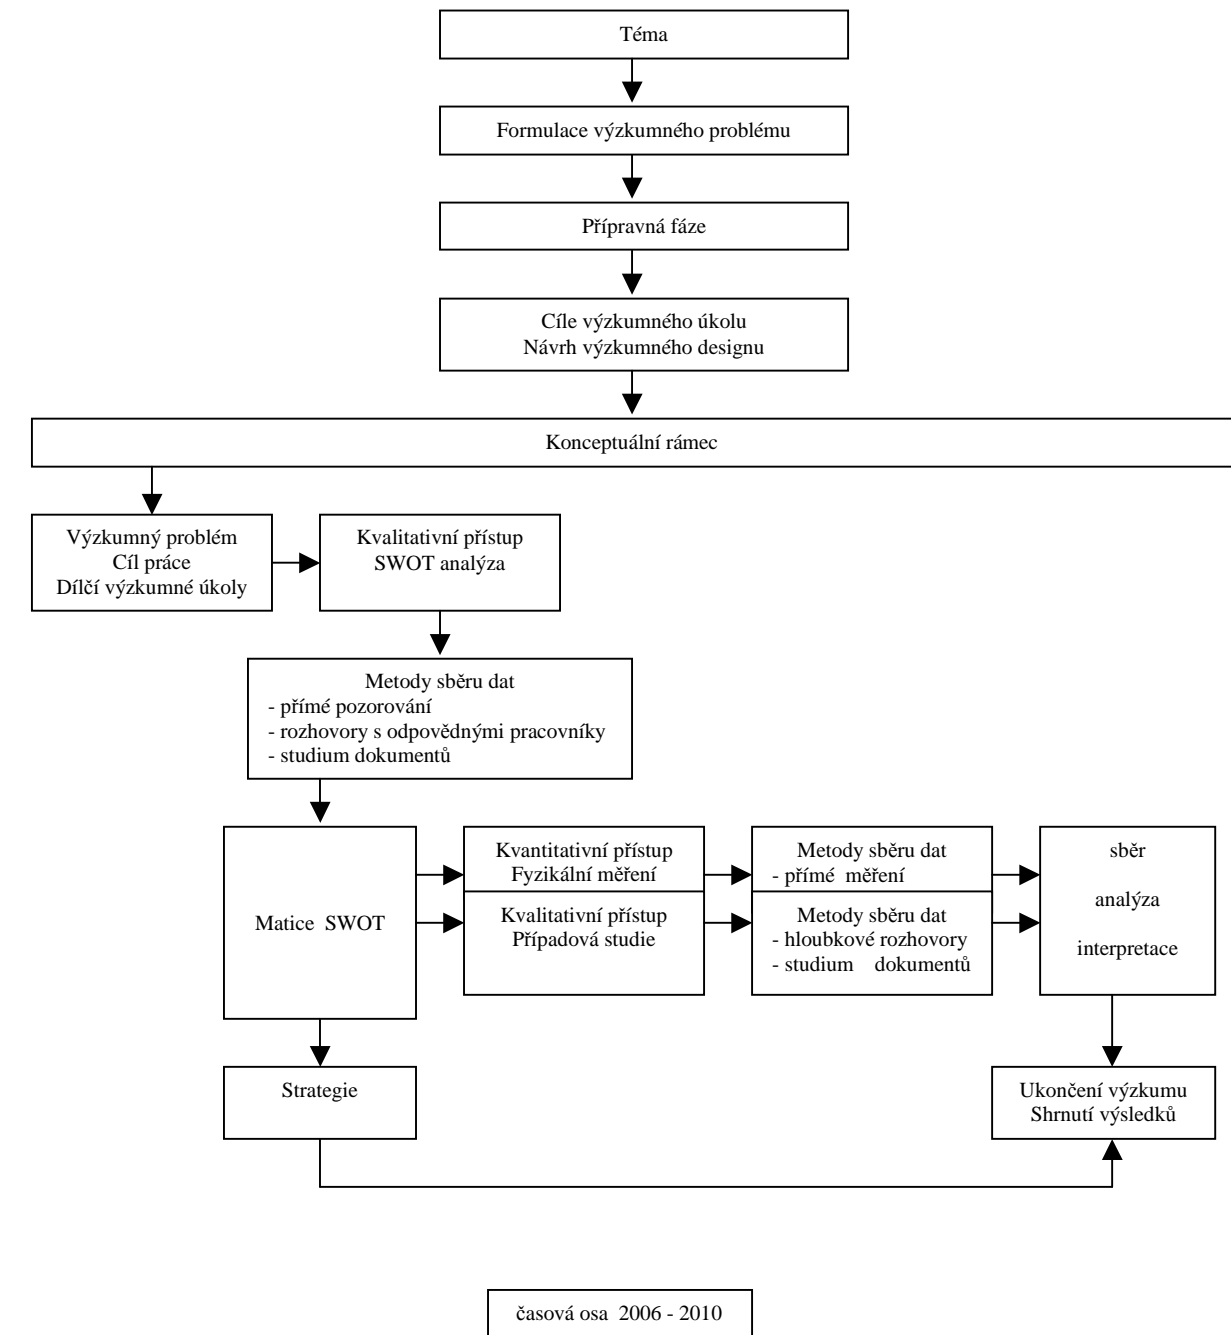 Téma
Formulace výzkumného problému
Přípravná fáze
Cíle výzkumného úkolu
Návrh výzkumného designu
Konceptuální rámec
Výzkumný problém
Cíl práce
Dílčí výzkumné úkoly
Kvalitativní přístup
SWOT analýza
Metody sběru dat
- přímé pozorování
- rozhovory s odpovědnými pracovníky
- studium dokumentů
Matice SWOT
Kvantitativní přístup
Fyzikální měření
Kvalitativní přístup
Případová studie
Metody sběru dat
- přímé měření
Metody sběru dat
- hloubkové rozhovory
- studium dokumentů
sběr
analýza
interpretace
Strategie
Ukončení výzkumu
Shrnutí výsledků
časová osa 2006 - 2010